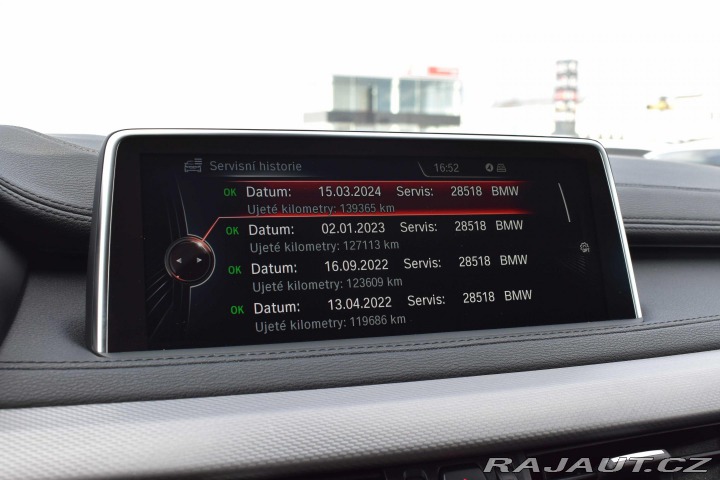 Servisní historie 16:52
OK Datum: 15.03.2024 Servis: 28518 BMW
Ujeté kilometry: 139365 km
OK Datum: 02.01.2023 Servis: 28518 BMW
Ujeté kilometry: 127113 km
OK Datum: 16.09.2022 Servis: 28518 BMW
Ujeté kilometry: 123609 km
OK Datum: 13.04.2022 Servis: 28518 BMW
Ujeté kilometry: 119686 km
RAJAUT.CZ